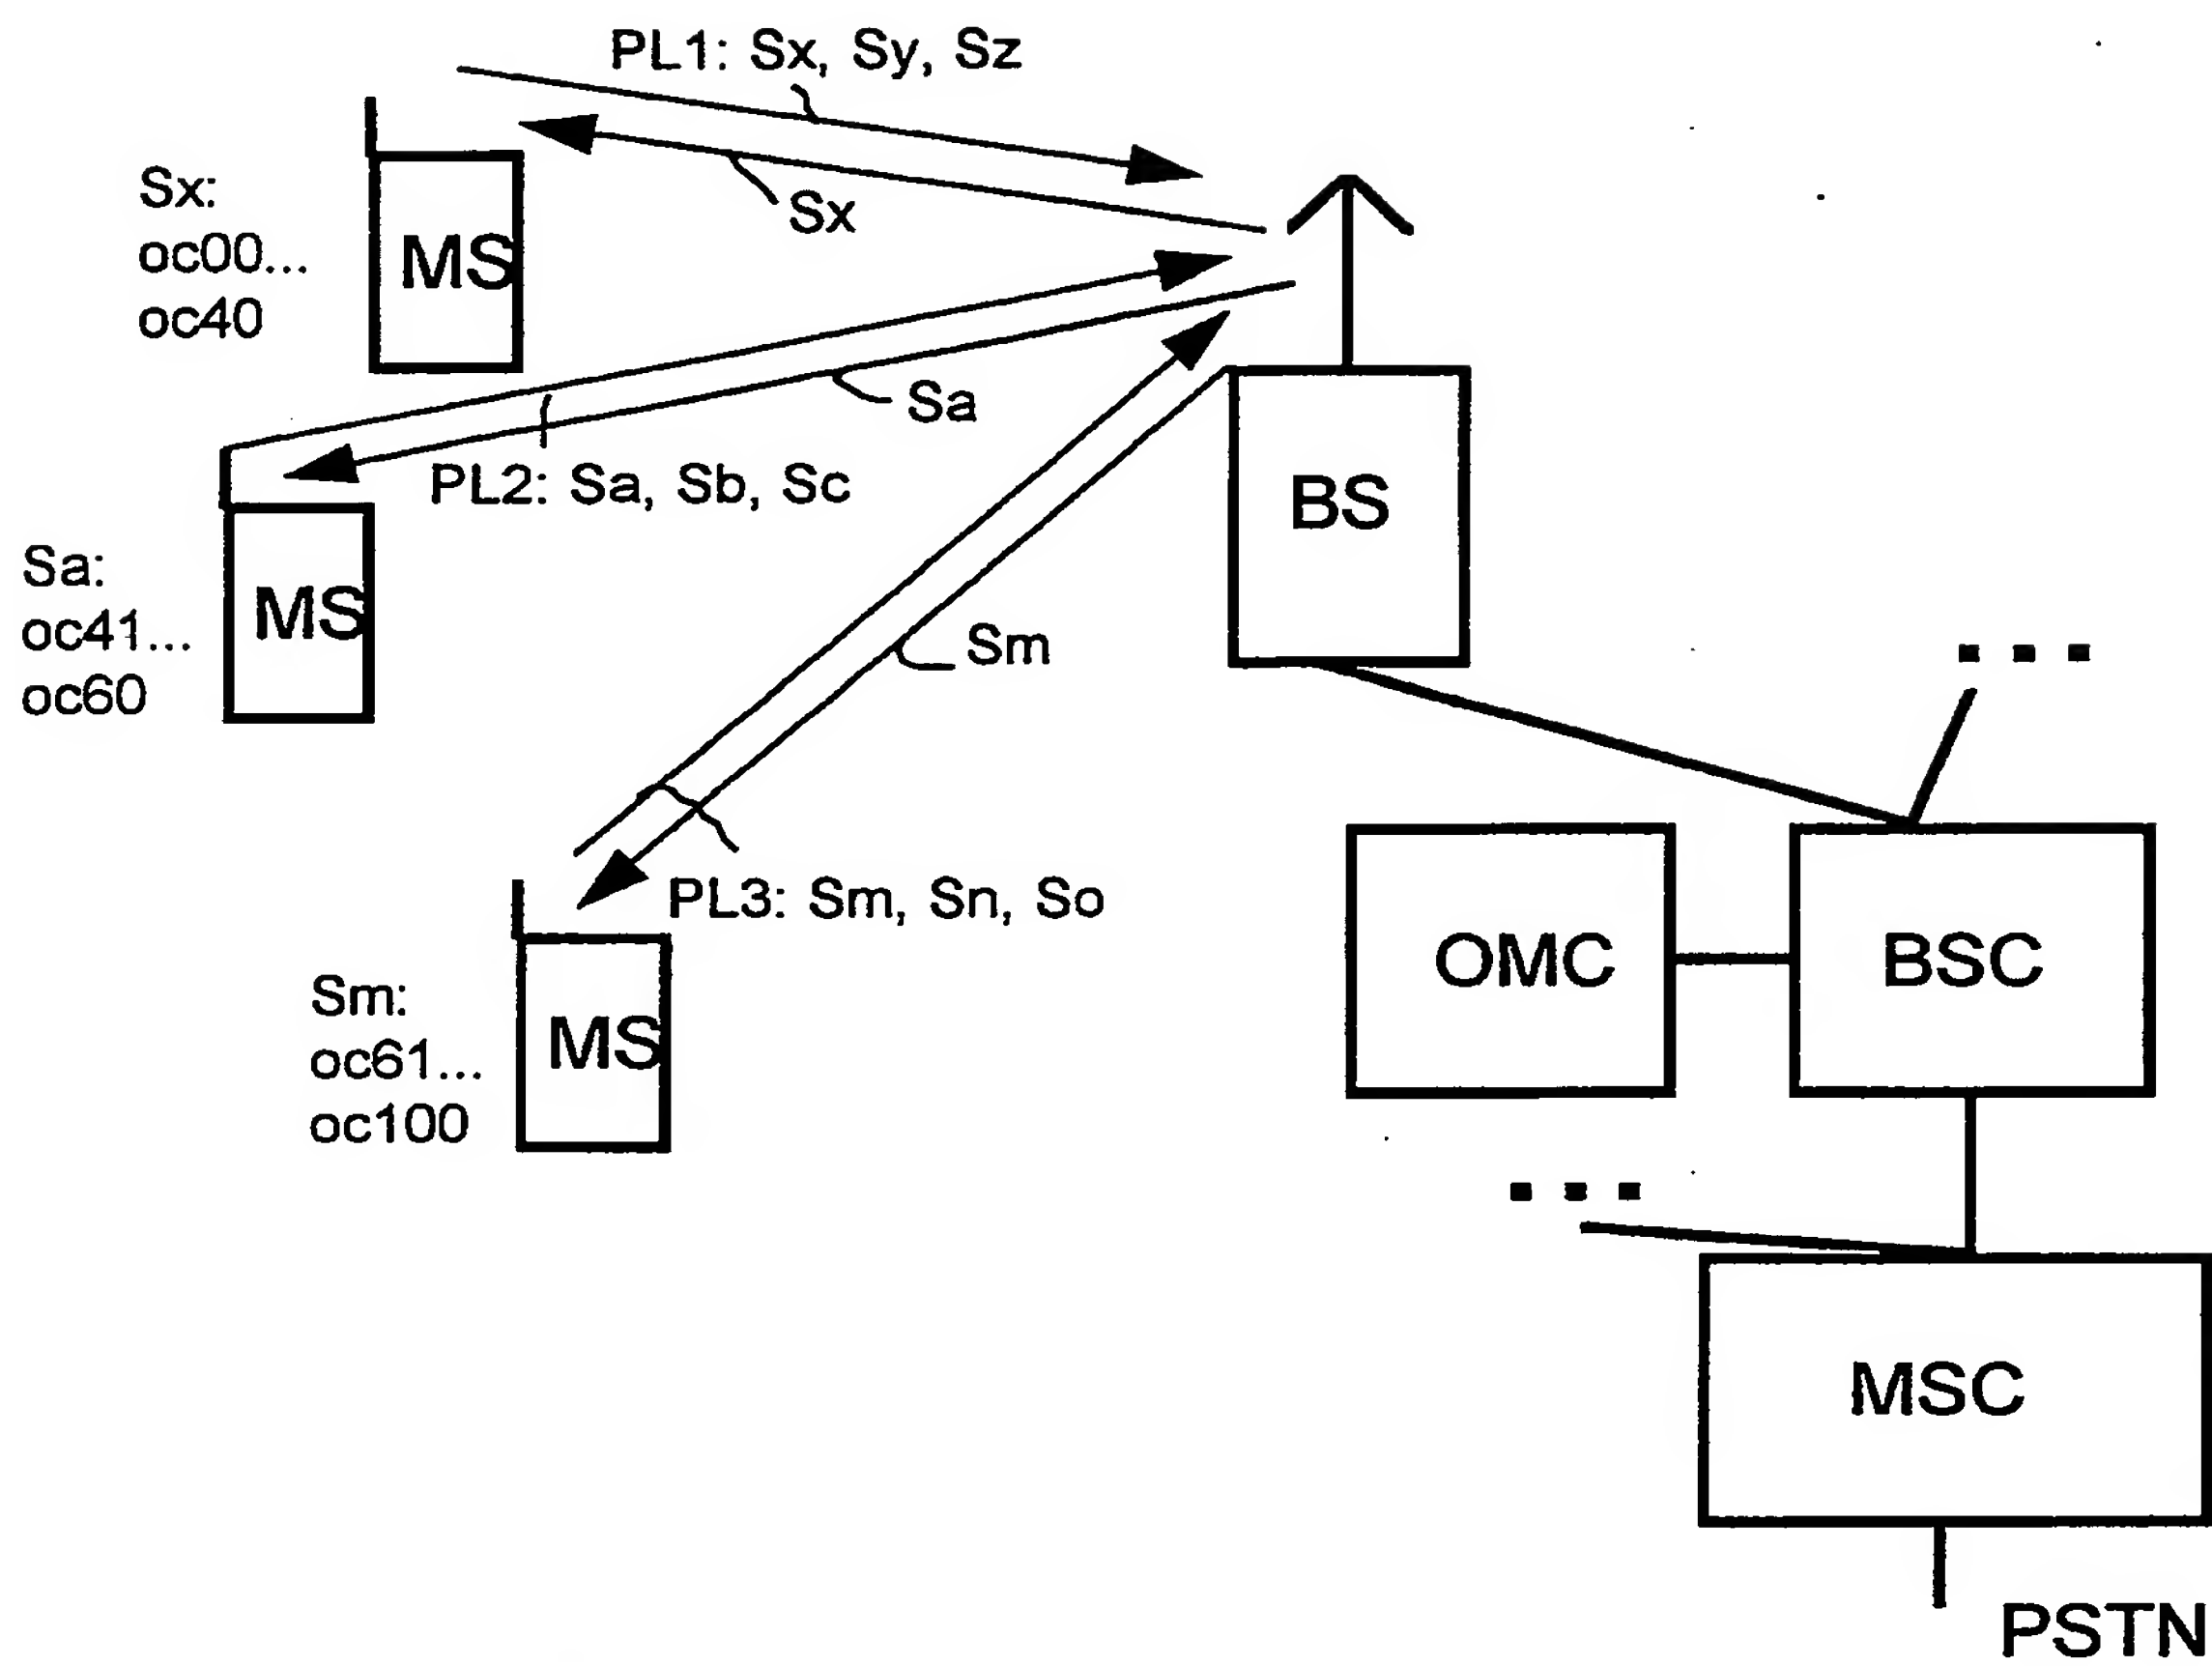 PL1: Sx, Sy, Sz
Sx:
oc00...
oc40
MS
Sx
Sa
PL2: Sa, Sb, Sc
BS
Sa:
oc41...
oc60
MS
Sm
PL3: Sm, Sn, So
Sm:
oc61...
oc100
MS
OMC
BSC
MSC
PSTN